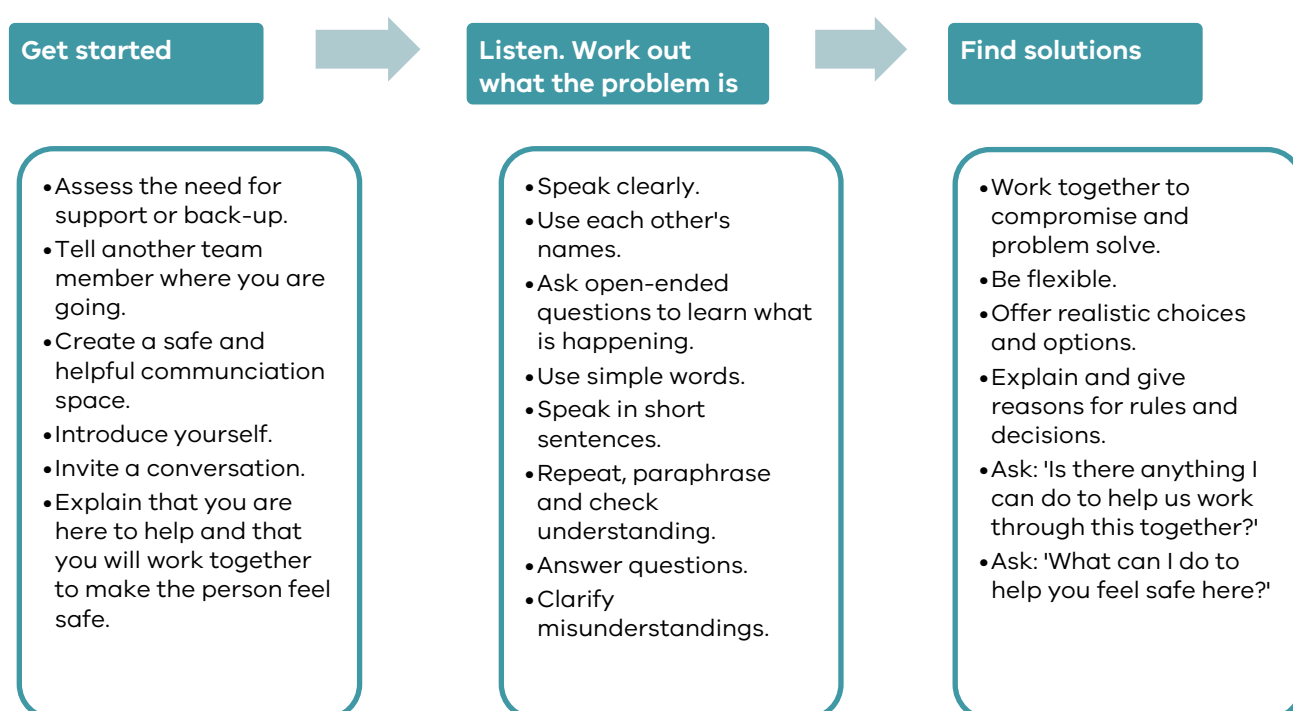 Get started
Listen. Work out
what the problem is
Find solutions
•Assess the need for
support or back-up.
•Tell another team
member where you are
going.
•Create a safe and
helpful communciation
space.
•Introduce yourself.
•Invite a conversation.
•Explain that you are
here to help and that
you will work together
to make the person feel
safe.
•Speak clearly.
•Use each other's
names.
•Ask open-ended
questions to learn what
is happening.
•Use simple words.
•Speak in short
sentences.
•Repeat, paraphrase
and check
understanding.
•Answer questions.
•Clarify
misunderstandings.
•Work together to
compromise and
problem solve.
•Be flexible.
•Offer realistic choices
and options.
•Explain and give
reasons for rules and
decisions.
•Ask: 'Is there anything I
can do to help us work
through this together?'
•Ask: 'What can I do to
help you feel safe here?'